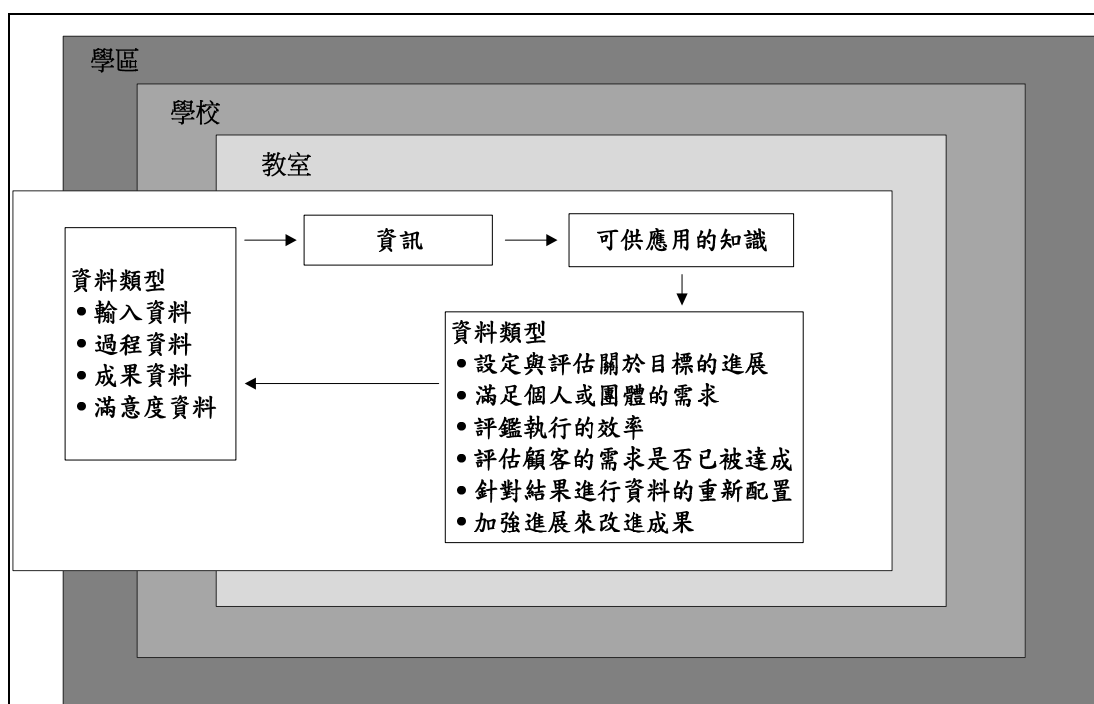 學區
學校
教室
資訊
可供應用的知識
資料類型
•輸入資料
•過程資料
•成果資料
•滿意度資料
資料類型
•設定與評估關於目標的進展
•滿足個人或團體的需求
•評鑑執行的效率
•評估顧客的需求是否已被達成
•針對結果進行資料的重新配置
•加強進展來改進成果